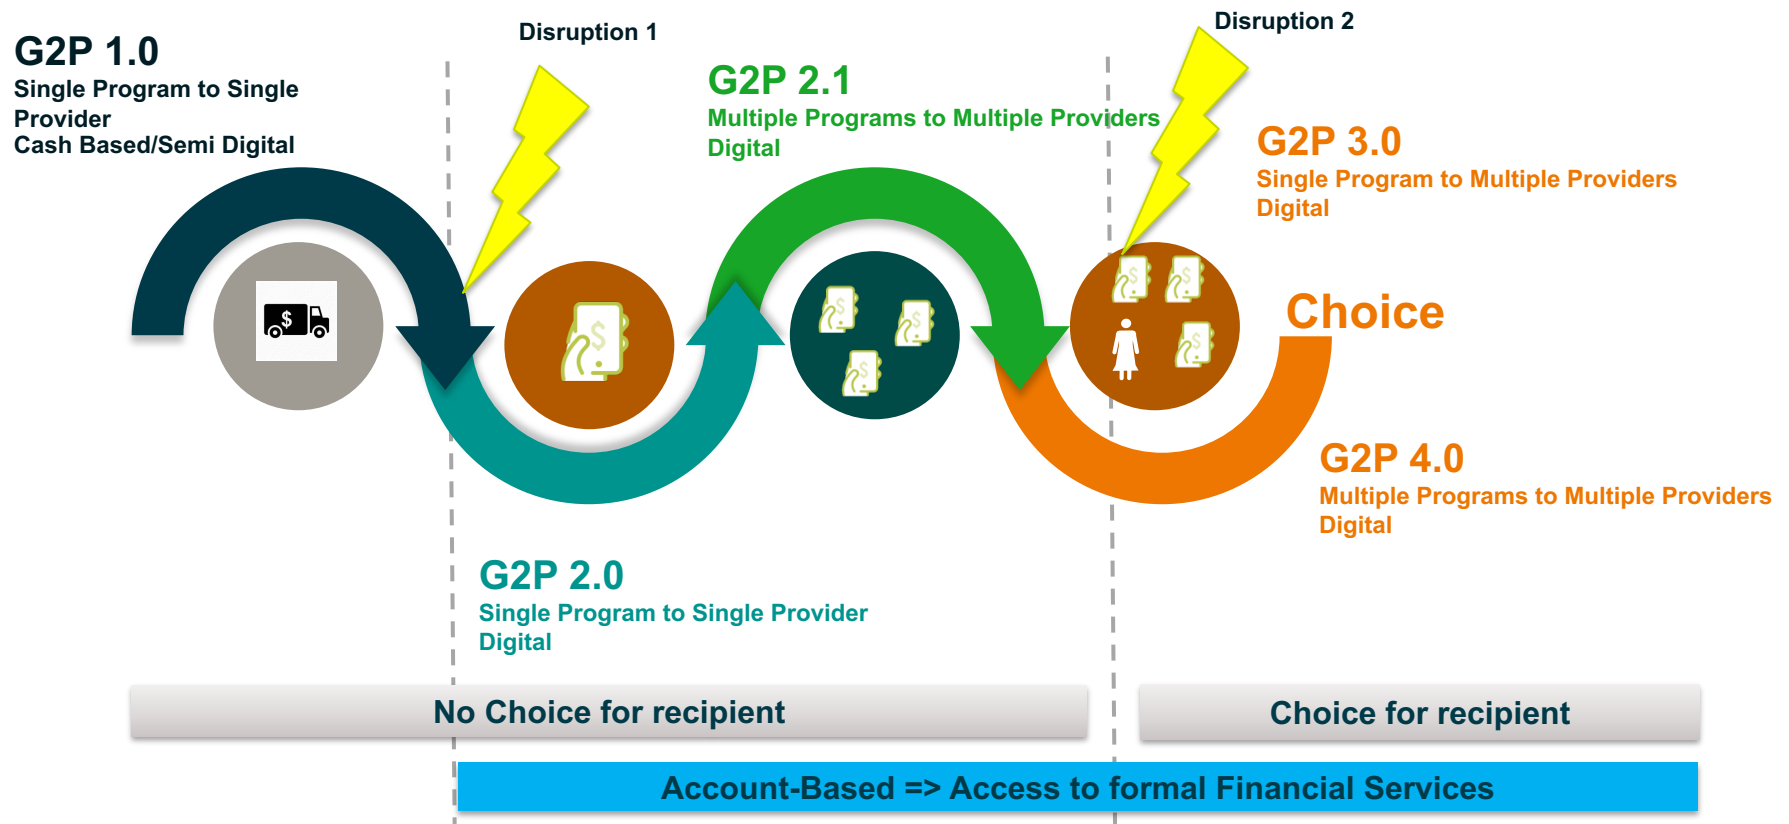 G2P 1.0
Single Program to Single
Provider
Cash Based/Semi Digital
Disruption 1
G2P 2.1
Multiple Programs to Multiple Providers
Digital
Disruption 2
G2P 3.0
Single Program to Multiple Providers
Digital
$
$
$
$
$
$
$
$
Choice
G2P 4.0
Multiple Programs to Multiple Providers
Digital
G2P 2.0
Single Program to Single Provider
Digital
No Choice for recipient
Choice for recipient
Account-Based => Access to formal Financial Services